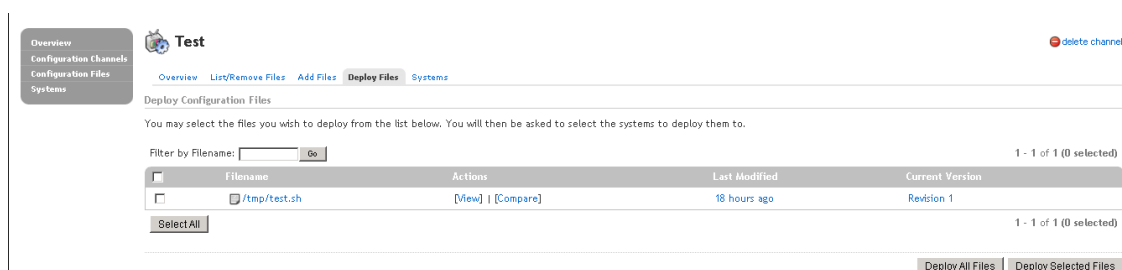 Overview
Configuration Channels
Configuration Files
Systems
Test
delete channel
Overview List/Remove Files Add Files Deploy Files Systems
Deploy Configuration Files
You may select the files you wish to deploy from the list below. You will then be asked to select the systems to deploy them to.
Filter by Filename: Go 1 - 1 of 1 (0 selected)
Filename Actions Last Modified Current Version
/tmp/test.sh [View] | [Compare] 18 hours ago Revision 1
Select All 1 - 1 of 1 (0 selected)
Deploy All Files Deploy Selected Files